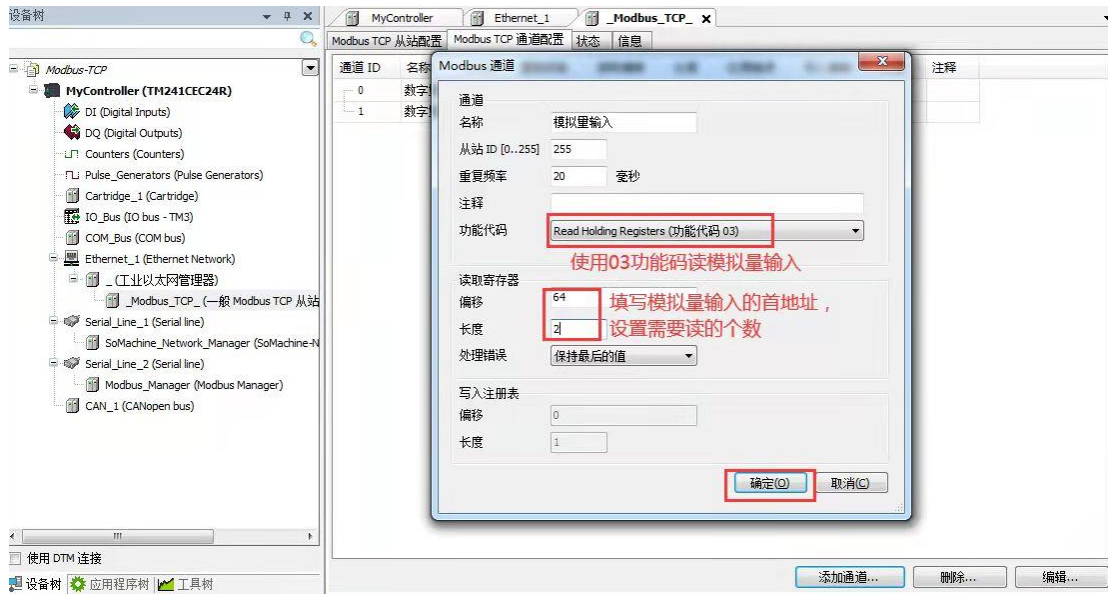 设备树
MyController
Ethernet_1
_Modbus_TCP_
Modbus TCP 从站配置
Modbus TCP 通道配置
状态
信息
通道 ID
名称
注释
0
数字
1
数字
Modbus-TCP
MyController (TM241CEC24R)
DI (Digital Inputs)
DQ (Digital Outputs)
Counters (Counters)
Pulse_Generators (Pulse Generators)
Cartridge_1 (Cartridge)
IO_Bus (IO bus - TM3)
COM_Bus (COM bus)
Ethernet_1 (Ethernet Network)
_ (工业以太网管理器)
_Modbus_TCP_ (一般 Modbus TCP 从站
Serial_Line_1 (Serial line)
SoMachine_Network_Manager (SoMachine-N
Serial_Line_2 (Serial line)
Modbus_Manager (Modbus Manager)
CAN_1 (CANopen bus)
使用 DTM 连接
设备树
应用程序树
工具树
Modbus 通道
通道
名称 模拟量输入
从站 ID [0..255] 255
重复频率 20 毫秒
注释
功能代码 Read Holding Registers (功能代码 03)
使用03功能码读模拟量输入
读取寄存器
偏移 64
填写模拟量输入的首地址，
长度 2
设置需要读的个数
处理错误 保持最后的值
写入注册表
偏移 0
长度 1
确定(O)
取消(C)
添加通道...
删除...
编辑...